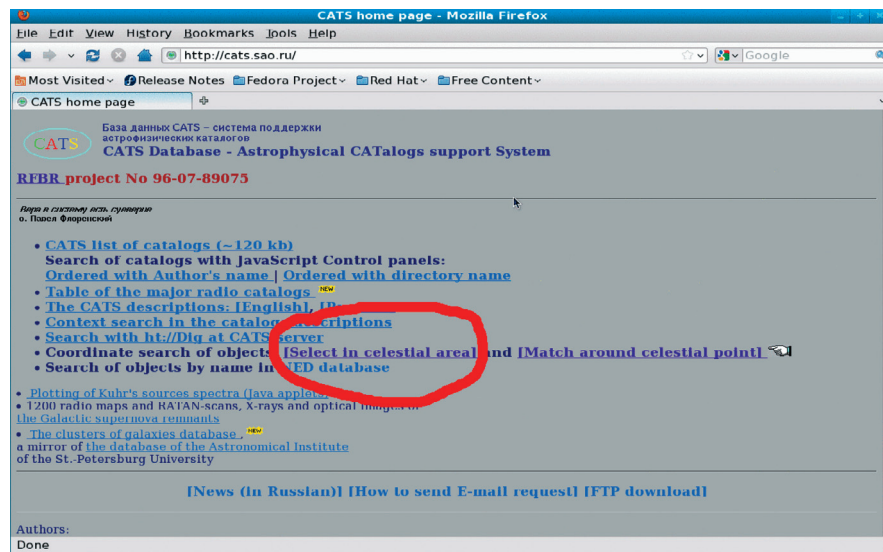 CATS home page - Mozilla Firefox
File Edit View History Bookmarks Tools Help
http://cats.sao.ru/ Google
Most Visited Release Notes Fedora Project Red Hat Free Content
CATS home page
CATS
База данных CATS - система поддержки
астрофизических каталогов
CATS Database - Astrophysical CATalogs support System
RFBR project No 96-07-89075
Вера в систему есть суеверие
о. Павел Флоренский
• CATS list of catalogs (~120 kb)
Search of catalogs with JavaScript Control panels:
Ordered with Author's name | Ordered with directory name
• Table of the major radio catalogs NEW
• The CATS descriptions: [English],
• Context search in the catalogs descriptions
• Search with ht://Dig at CATS server
• Coordinate search of objects [Select in celestial area] and [Match around celestial point]
• Search of objects by name in NED database
• Plotting of Kuhr's sources spectra (Java applets)
• 1200 radio maps and RATAN-scans, X-rays and optical images of
the Galactic supernova remnants
• The clusters of galaxies database , NEW
a mirror of the database of the Astronomical Institute
of the St.-Petersburg University
[News (in Russian)] [How to send E-mail request] [FTP download]
Authors:
Done